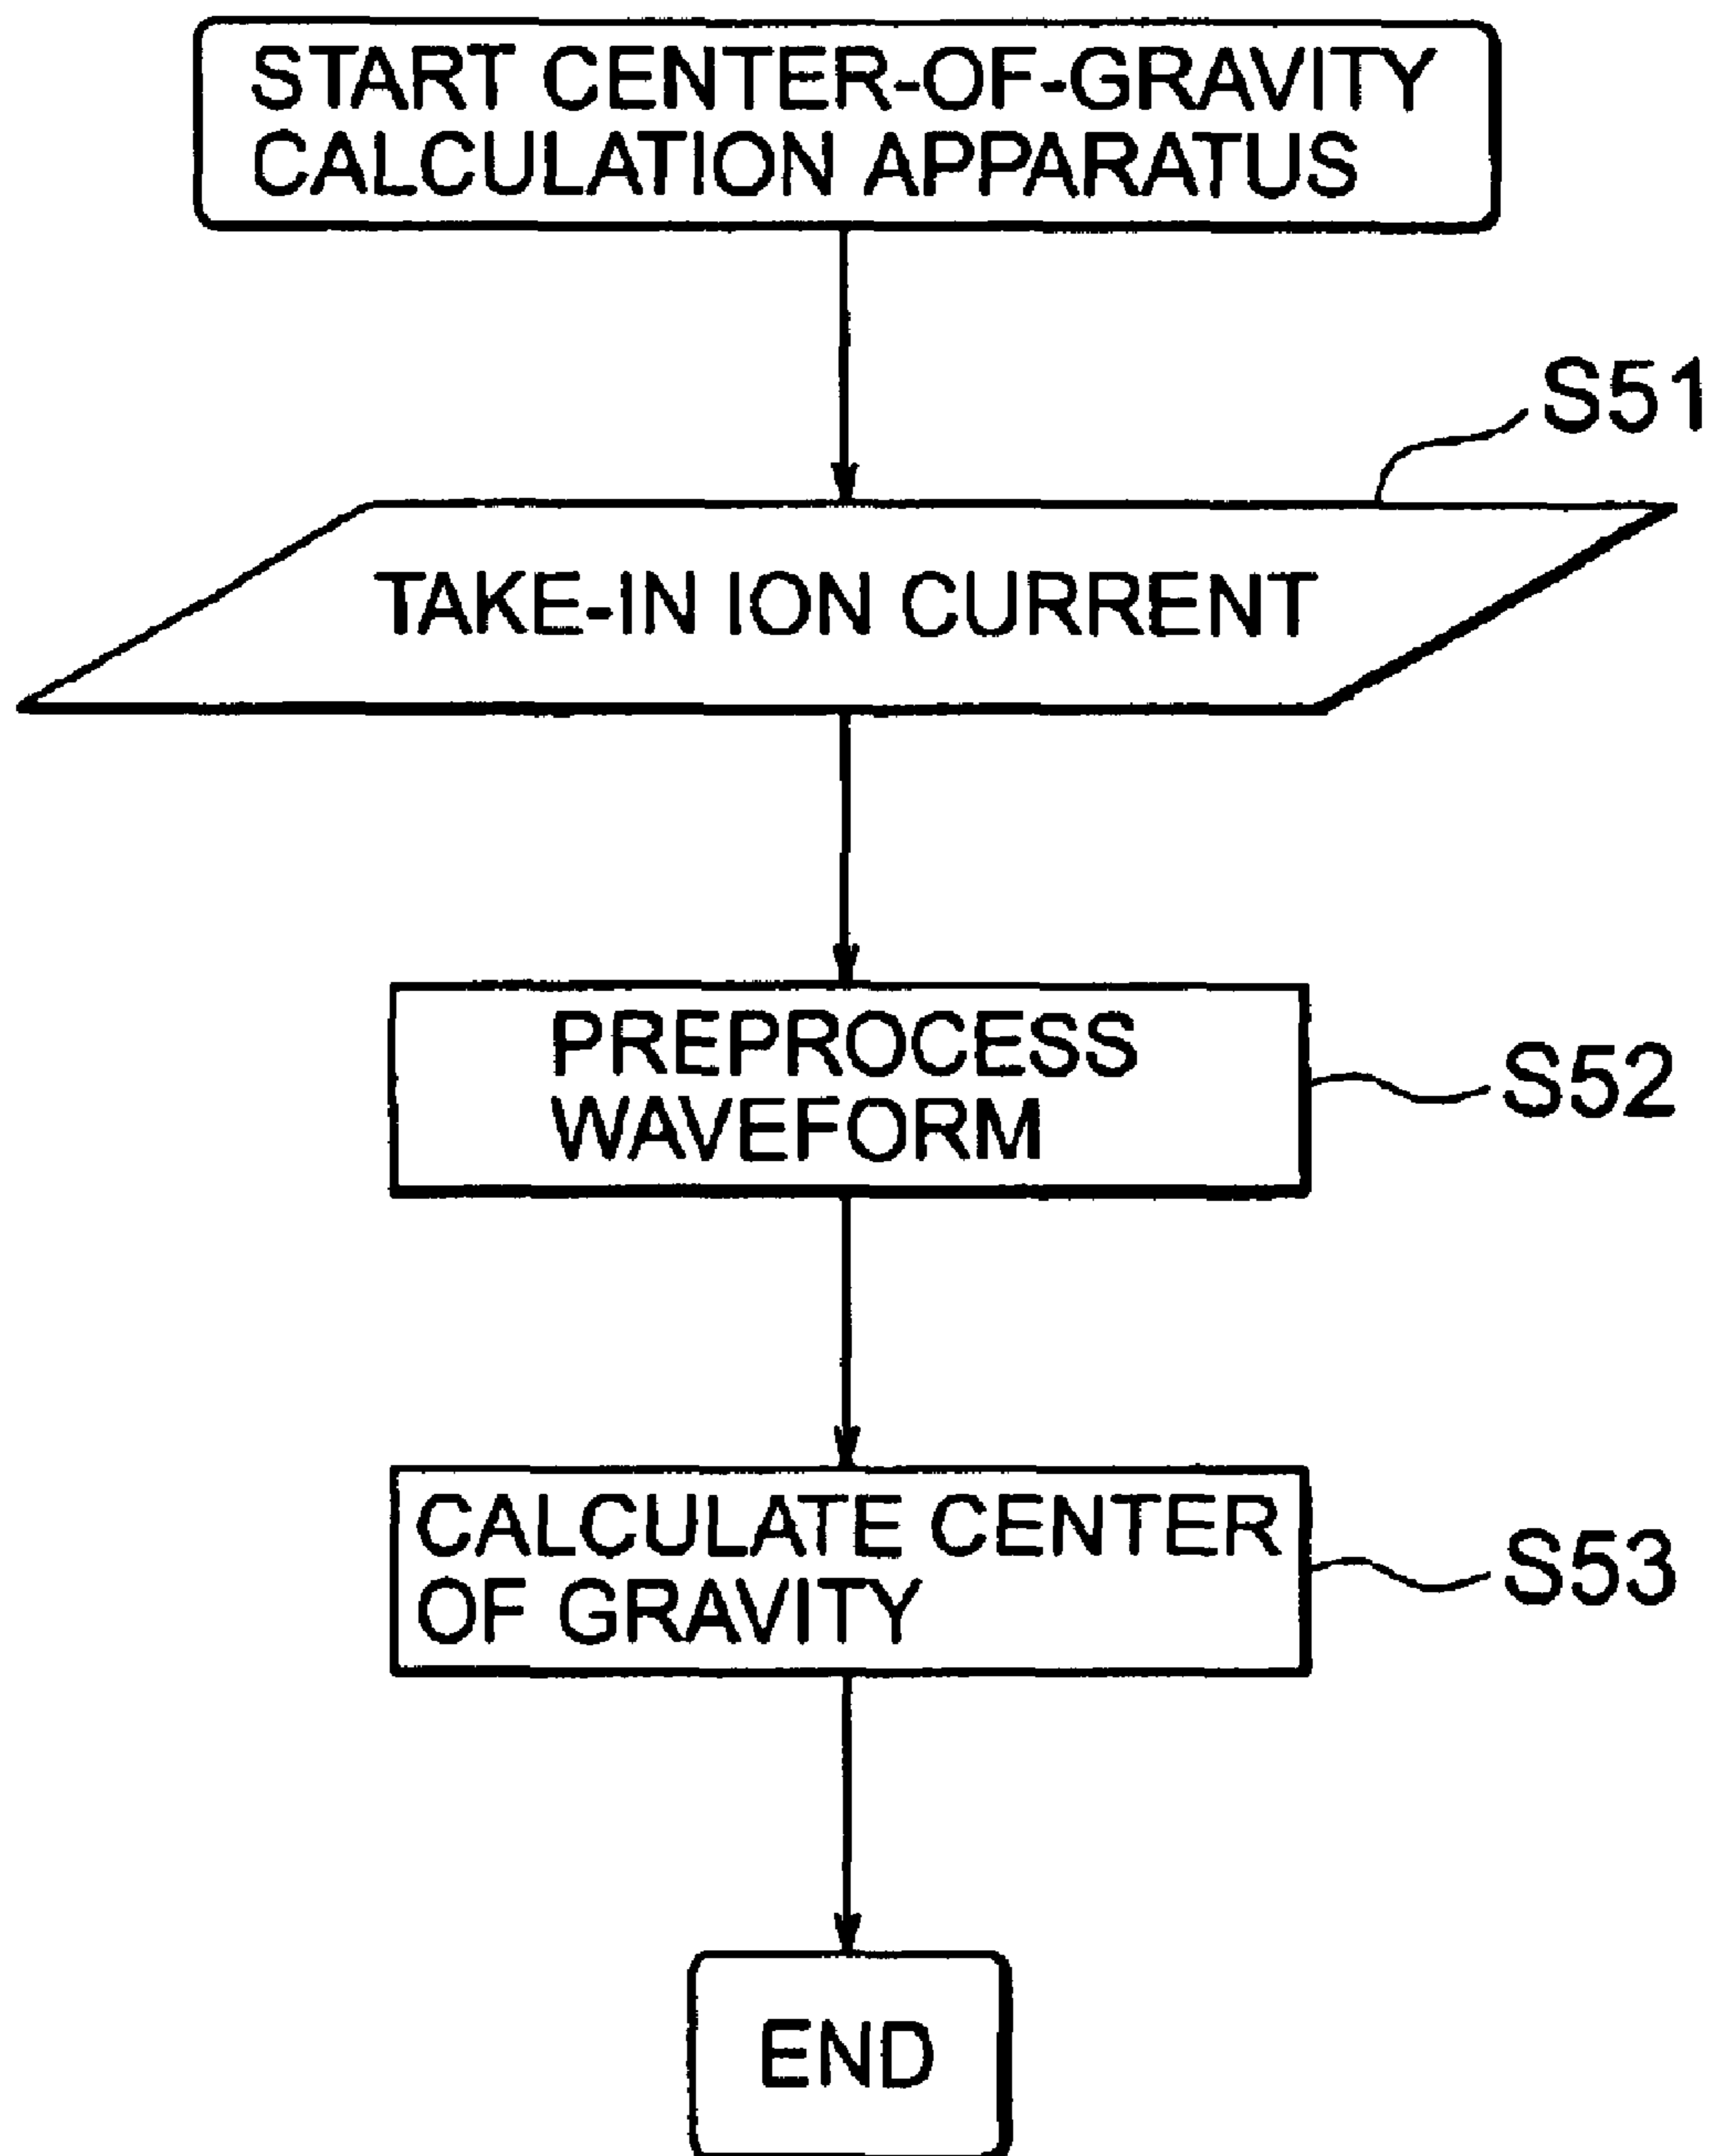 START CENTER-OF-GRAVITY
CALCULATION APPARATUS
S51
TAKE-IN ION CURRENT
PREPROCESS
WAVEFORM
S52
CALCULATE CENTER
OF GRAVITY
S53
END